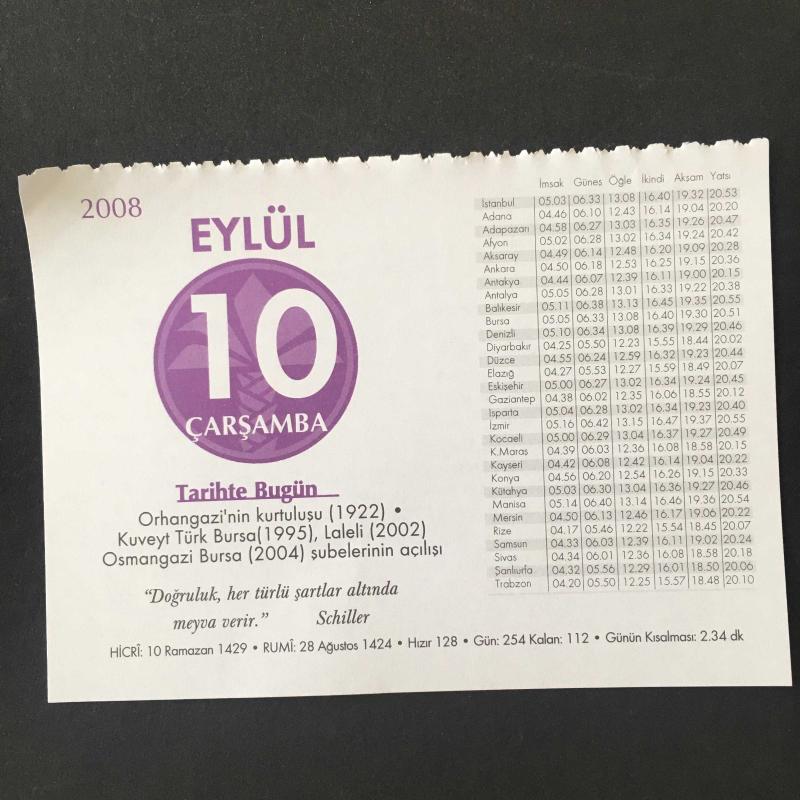 2008
EYLÜL
10
ÇARŞAMBA
Tarihte Bugün
Orhangazi'nin kurtuluşu (1922) •
Kuveyt Türk Bursa(1995), Laleli (2002)
Osmangazi Bursa (2004) şubelerinin açılışı
“Doğruluk, her türlü şartlar altında
meyva verir.” Schiller
İmsak Güneş Öğle İkindi Akşam Yatsı
İstanbul 05.03 06.33 13.08 16.40 19.32 20.53
Adana 04.46 06.10 12.43 16.14 19.04 20.20
Adapazarı 04.58 06.27 13.03 16.35 19.26 20.47
Afyon 05.02 06.28 13.02 16.34 19.24 20.42
Aksaray 04.49 06.14 12.48 16.20 19.09 20.28
Ankara 04.50 06.18 12.53 16.25 19.15 20.36
Antakya 04.44 06.07 12.39 16.11 19.00 20.15
Antalya 05.05 06.28 13.01 16.33 19.22 20.38
Balıkesir 05.11 06.38 13.13 16.45 19.35 20.55
Bursa 05.05 06.33 13.08 16.40 19.30 20.51
Denizli 05.10 06.34 13.08 16.39 19.29 20.46
Diyarbakır 04.25 05.50 12.23 15.55 18.44 20.02
Düzce 04.55 06.24 12.59 16.32 19.23 20.44
Elazığ 04.27 05.53 12.27 15.59 18.49 20.07
Eskişehir 05.00 06.27 13.02 16.34 19.24 20.45
Gaziantep 04.38 06.02 12.35 16.06 18.55 20.12
Isparta 05.04 06.28 13.02 16.34 19.23 20.40
İzmir 05.16 06.42 13.15 16.47 19.37 20.55
Kocaeli 05.00 06.29 13.04 16.37 19.27 20.49
K.Maraş 04.39 06.03 12.36 16.08 18.58 20.15
Kayseri 04.42 06.08 12.42 16.14 19.04 20.22
Konya 04.56 06.20 12.54 16.26 19.15 20.33
Kütahya 05.03 06.30 13.04 16.36 19.27 20.46
Manisa 05.14 06.40 13.14 16.46 19.36 20.54
Mersin 04.50 06.13 12.46 16.17 19.06 20.22
Rize 04.17 05.46 12.22 15.54 18.45 20.07
Samsun 04.33 06.03 12.39 16.11 19.02 20.24
Sivas 04.34 06.01 12.36 16.08 18.58 20.18
Şanlıurfa 04.32 05.56 12.29 16.01 18.50 20.06
Trabzon 04.20 05.50 12.25 15.57 18.48 20.10
HİCRÎ: 10 Ramazan 1429 • RUMÎ: 28 Ağustos 1424 • Hızır 128 • Gün: 254 Kalan: 112 • Günün Kısalması: 2.34 dk